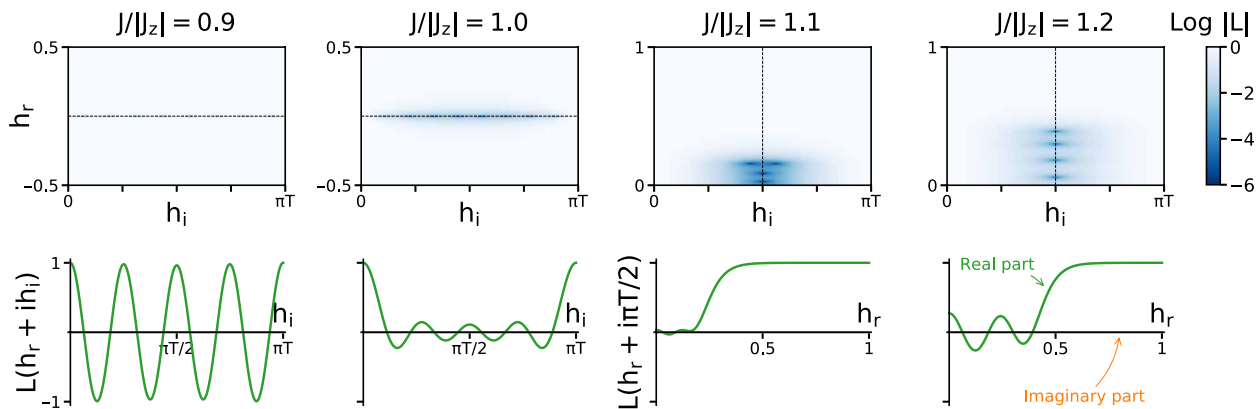 J/|J_z| = 0.9
J/|J_z| = 1.0
J/|J_z| = 1.1
J/|J_z| = 1.2
Log |L|
0.5
h_r
−0.5
0
h_i
πT
0.5
−0.5
0
h_i
πT
1
0
0
h_i
πT
1
0
0
h_i
πT
0
−2
−4
−6
L(h_r + ih_i)
1
−1
πT/2
h_i
πT
πT/2
h_i
πT
L(h_r + iπT/2)
0.5
h_r
1
Real part
h_r
0.5
1
Imaginary part